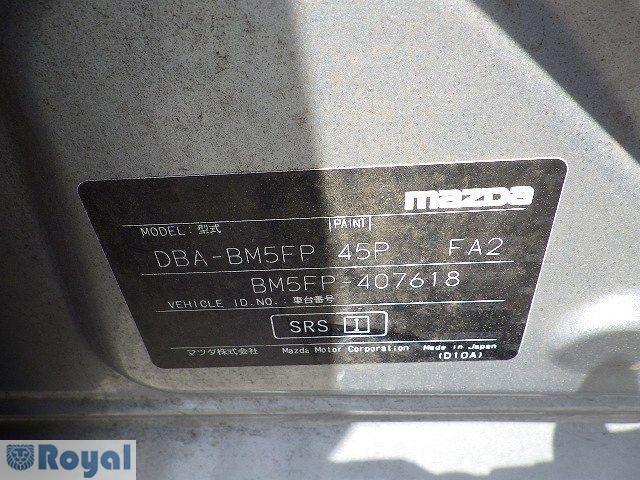 mazda
MODEL: 型式 PAINT
DBA-BM5FP 45P FA2
BM5FP-407618
VEHICLE ID.NO.: 車台番号
SRS I
マツダ株式会社 Mazda Motor Corporation Made in Japan
(D10A)
Royal